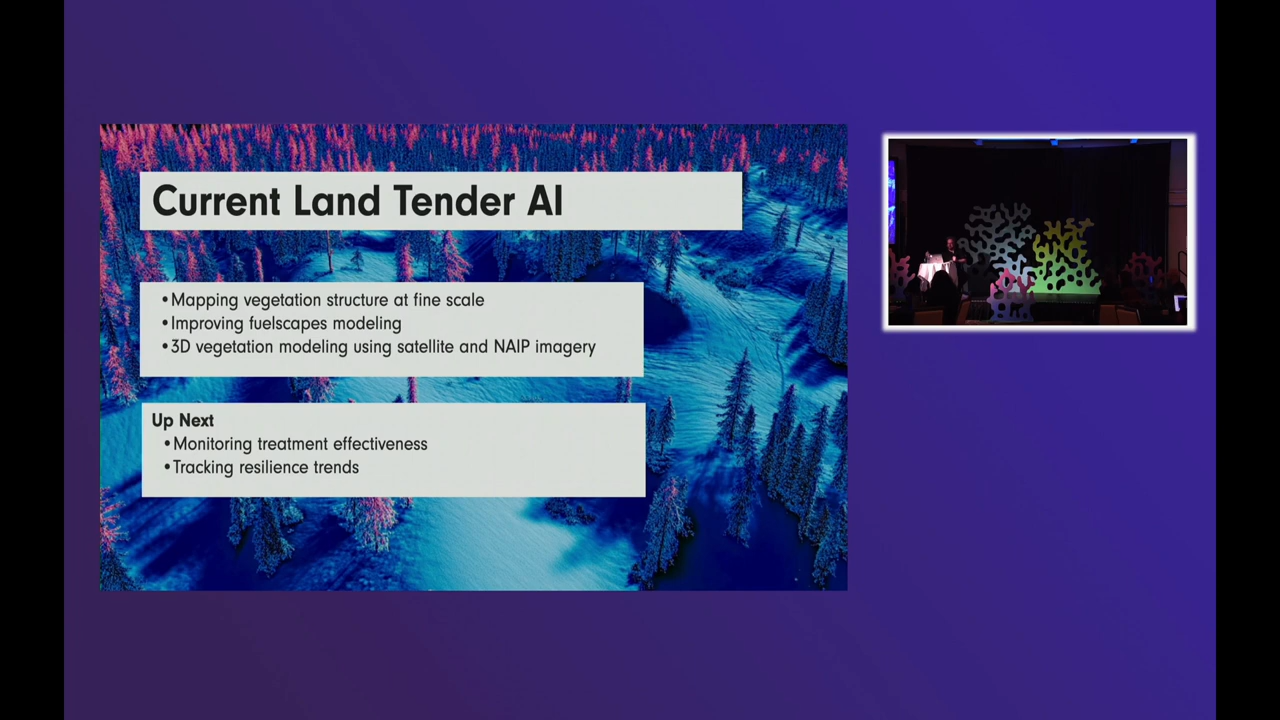 Current Land Tender AI
•Mapping vegetation structure at fine scale
•Improving fuelscapes modeling
•3D vegetation modeling using satellite and NAIP imagery
Up Next
•Monitoring treatment effectiveness
•Tracking resilience trends